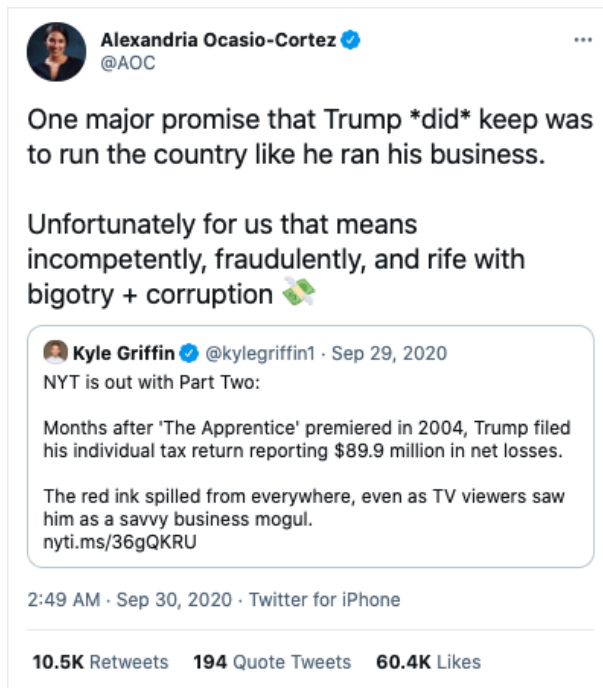 Alexandria Ocasio-Cortez
@AOC
One major promise that Trump *did* keep was
to run the country like he ran his business.
Unfortunately for us that means
incompetently, fraudulently, and rife with
bigotry + corruption 💸
Kyle Griffin @kylegriffin1 · Sep 29, 2020
NYT is out with Part Two:
Months after 'The Apprentice' premiered in 2004, Trump filed
his individual tax return reporting $89.9 million in net losses.
The red ink spilled from everywhere, even as TV viewers saw
him as a savvy business mogul.
nyti.ms/36gQKRU
2:49 AM · Sep 30, 2020 · Twitter for iPhone
10.5K Retweets 194 Quote Tweets 60.4K Likes